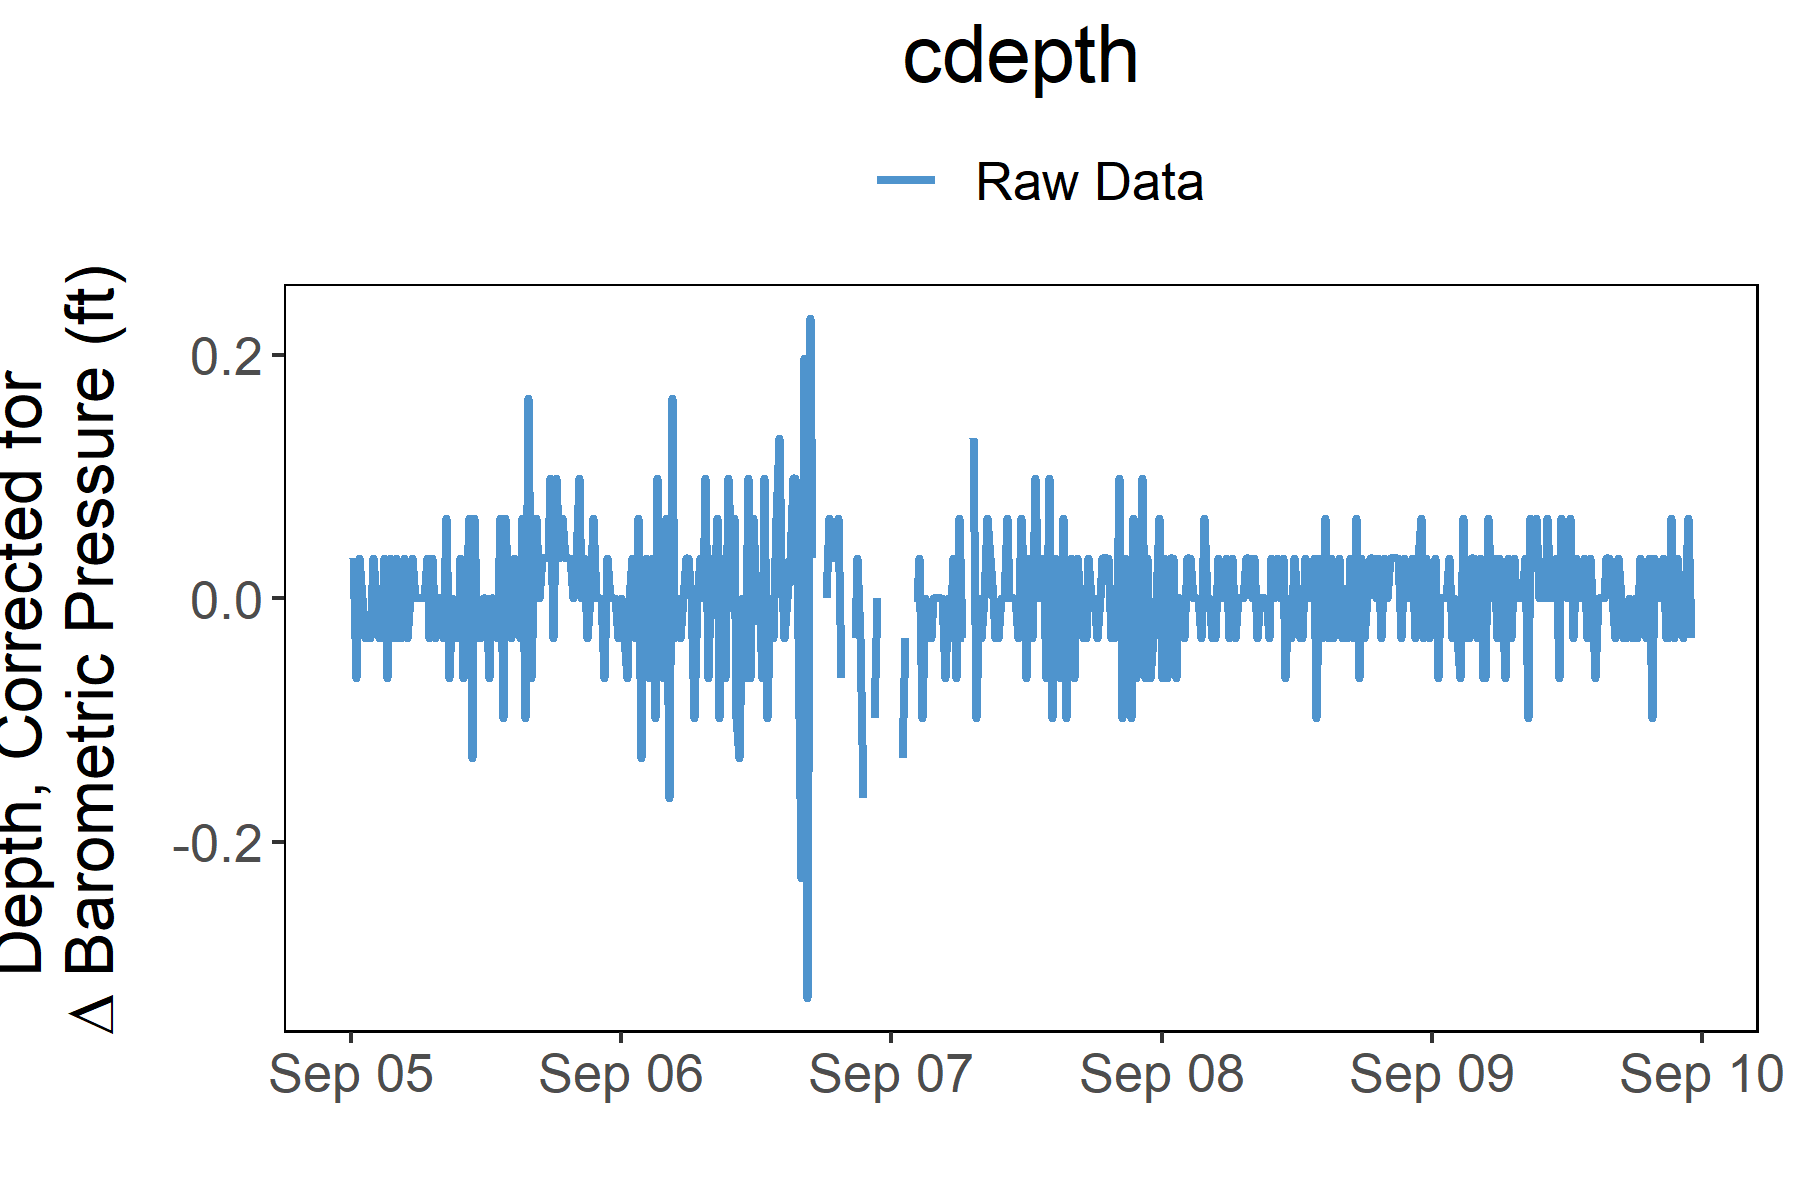 cdepth
Raw Data
Depth, Corrected for
Δ Barometric Pressure (ft)
0.2
0.0
-0.2
Sep 05 Sep 06 Sep 07 Sep 08 Sep 09 Sep 10